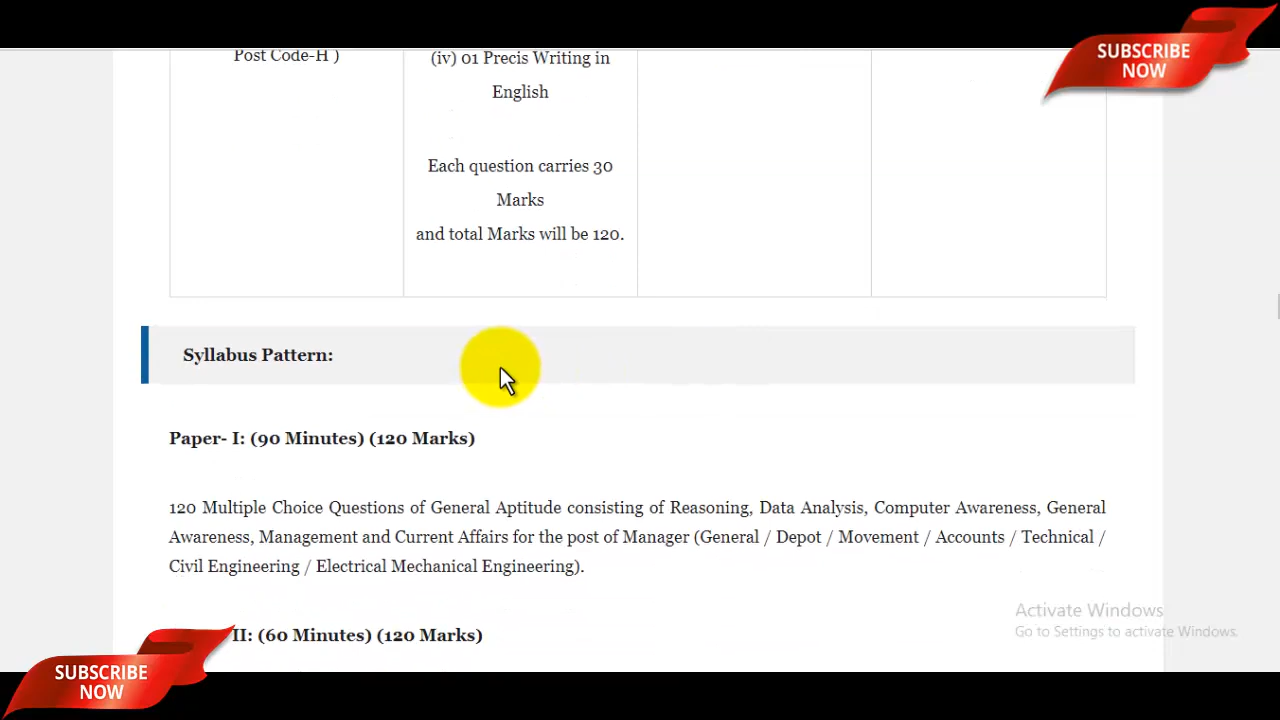 SUBSCRIBE
NOW
Post Code-H )
(iv) 01 Precis Writing in
English
Each question carries 30
Marks
and total Marks will be 120.
Syllabus Pattern:
Paper- I: (90 Minutes) (120 Marks)
120 Multiple Choice Questions of General Aptitude consisting of Reasoning, Data Analysis, Computer Awareness, General
Awareness, Management and Current Affairs for the post of Manager (General / Depot / Movement / Accounts / Technical /
Civil Engineering / Electrical Mechanical Engineering).
Activate Windows
Go to Settings to activate Windows.
II: (60 Minutes) (120 Marks)
SUBSCRIBE
NOW